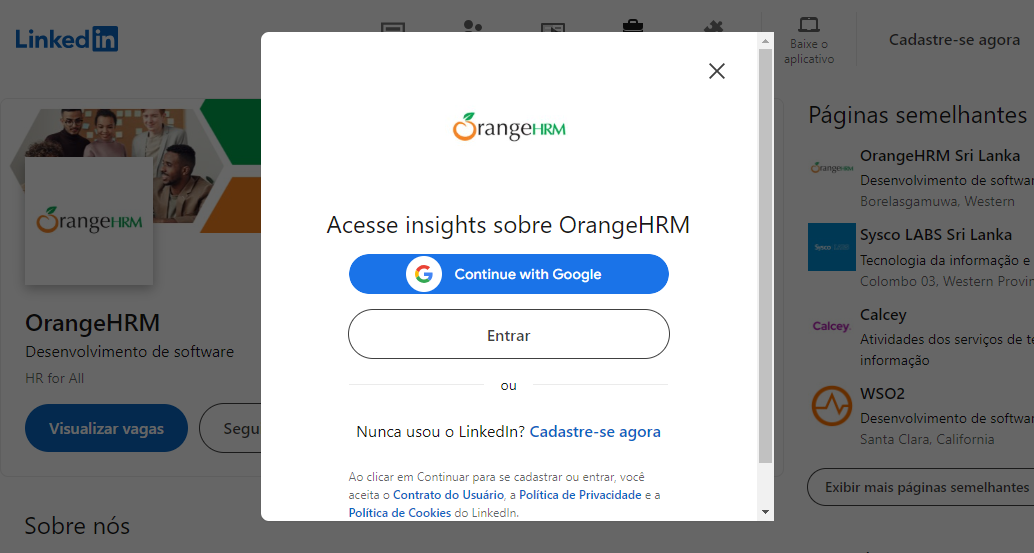 LinkedIn
Baixe o
aplicativo
Cadastre-se agora
OrangeHRM
Acesse insights sobre OrangeHRM
Continue with Google
Entrar
ou
Nunca usou o LinkedIn? Cadastre-se agora
Ao clicar em Continuar para se cadastrar ou entrar, você
aceita o Contrato do Usuário, a Política de Privacidade e a
Política de Cookies do LinkedIn.
OrangeHRM
OrangeHRM
Desenvolvimento de software
HR for All
Visualizar vagas
Segu
Sobre nós
Páginas semelhantes
OrangeHRM
OrangeHRM Sri Lanka
Desenvolvimento de softwar
Borelasgamuwa, Western
Sysco LABS
Sysco LABS Sri Lanka
Tecnologia da informação e
Colombo 03, Western Provin
Calcey.
Calcey
Atividades dos serviços de te
informação
WSO2
Desenvolvimento de softwar
Santa Clara, California
Exibir mais páginas semelhantes